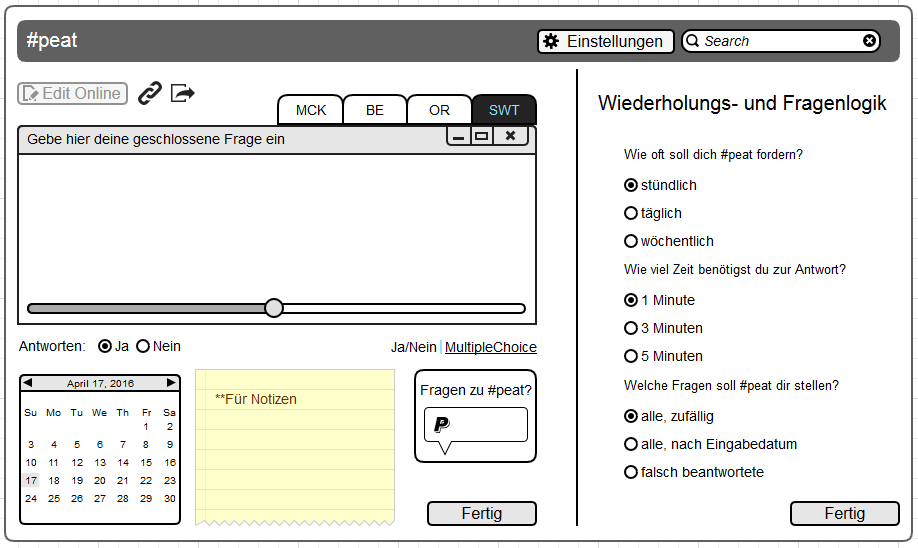 #peat
Einstellungen
Search
Edit Online
MCK BE OR SWT
Gebe hier deine geschlossene Frage ein
Antworten: Ja Nein
Ja/Nein MultipleChoice
April 17, 2016
Su Mo Tu We Th Fr Sa
1 2
3 4 5 6 7 8 9
10 11 12 13 14 15 16
17 18 19 20 21 22 23
24 25 26 27 28 29 30
**Für Notizen
Fragen zu #peat?
Fertig
Wiederholungs- und Fragenlogik
Wie oft soll dich #peat fordern?
stündlich
täglich
wöchentlich
Wie viel Zeit benötigst du zur Antwort?
1 Minute
3 Minuten
5 Minuten
Welche Fragen soll #peat dir stellen?
alle, zufällig
alle, nach Eingabedatum
falsch beantwortete
Fertig